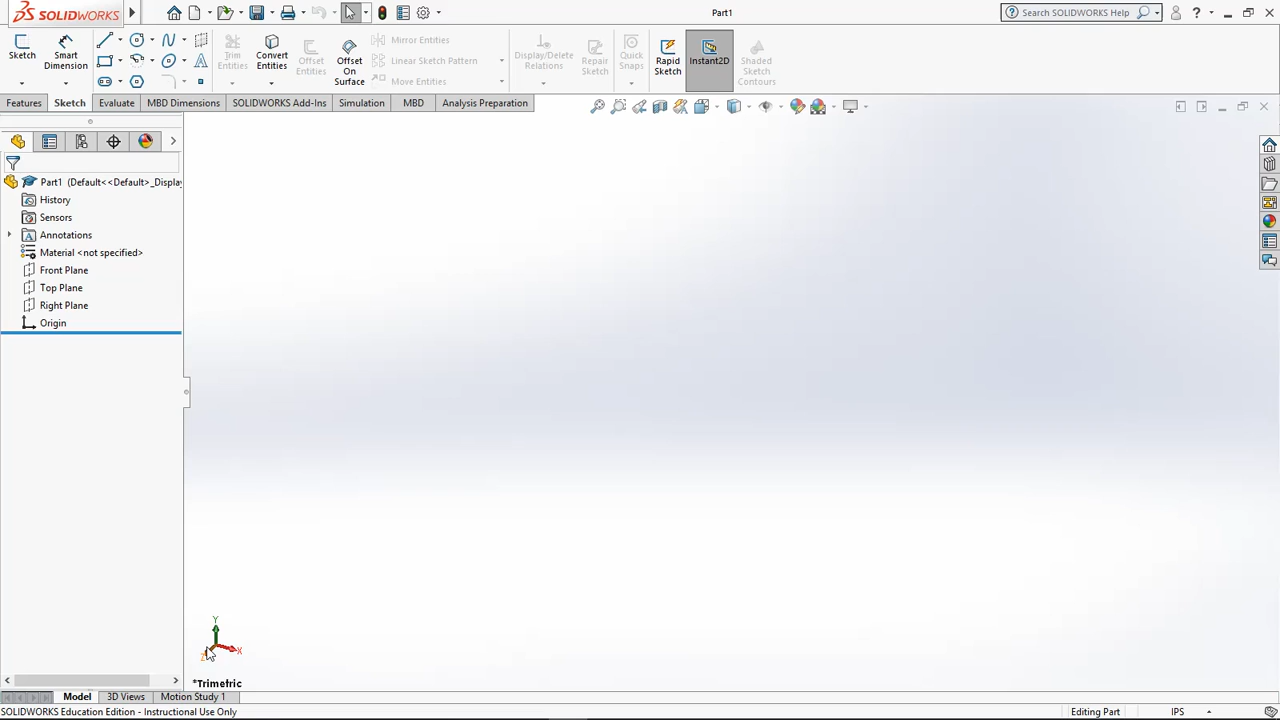 SOLIDWORKS
Part1
Search SOLIDWORKS Help
?
Sketch
Smart Dimension
Trim Entities
Convert Entities
Offset Entities
Offset On Surface
Mirror Entities
Linear Sketch Pattern
Move Entities
Display/Delete Relations
Repair Sketch
Quick Snaps
Rapid Sketch
Instant2D
Shaded Sketch Contours
Features
Sketch
Evaluate
MBD Dimensions
SOLIDWORKS Add-Ins
Simulation
MBD
Analysis Preparation
Part1 (Default<<Default>_Display
History
Sensors
Annotations
Material <not specified>
Front Plane
Top Plane
Right Plane
Origin
Y
X
Z
*Trimetric
Model
3D Views
Motion Study 1
SOLIDWORKS Education Edition - Instructional Use Only
Editing Part
IPS